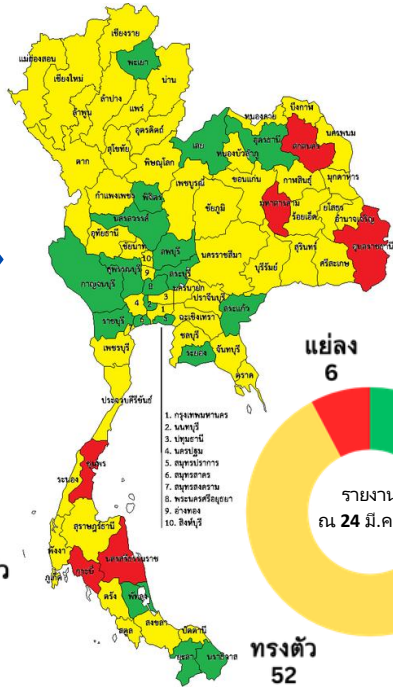 เชียงราย
พะเยา
แม่ฮ่องสอน
เชียงใหม่
น่าน
ลำปาง
แพร่
ลำพูน
อุตรดิตถ์
สุโขทัย
ตาก
พิษณุโลก
เลย
หนองบัวลำภู
อุดรธานี
หนองคาย
บึงกาฬ
สกลนคร
นครพนม
มุกดาหาร
กำแพงเพชร
พิจิตร
เพชรบูรณ์
ขอนแก่น
กาฬสินธุ์
มหาสารคาม
ร้อยเอ็ด
ยโสธร
อำนาจเจริญ
อุบลราชธานี
นครสวรรค์
อุทัยธานี
ชัยนาท
ชัยภูมิ
ลพบุรี
นครราชสีมา
บุรีรัมย์
สุรินทร์
ศรีสะเกษ
สุพรรณบุรี
กาญจนบุรี
สระบุรี
นครนายก
ปราจีนบุรี
สระแก้ว
ราชบุรี
ฉะเชิงเทรา
ชลบุรี
ระยอง
จันทบุรี
ตราด
เพชรบุรี
ประจวบคีรีขันธ์
1. กรุงเทพมหานคร
2. นนทบุรี
3. ปทุมธานี
4. นครปฐม
5. สมุทรปราการ
6. สมุทรสาคร
7. สมุทรสงคราม
8. พระนครศรีอยุธยา
9. อ่างทอง
10. สิงห์บุรี
ชุมพร
ระนอง
สุราษฎร์ธานี
พังงา
ภูเก็ต
กระบี่
นครศรีธรรมราช
ตรัง
พัทลุง
สตูล
สงขลา
ปัตตานี
ยะลา
นราธิวาส
แย่ลง
6
รายงาน
ณ 24 มี.ค
ทรงตัว
52